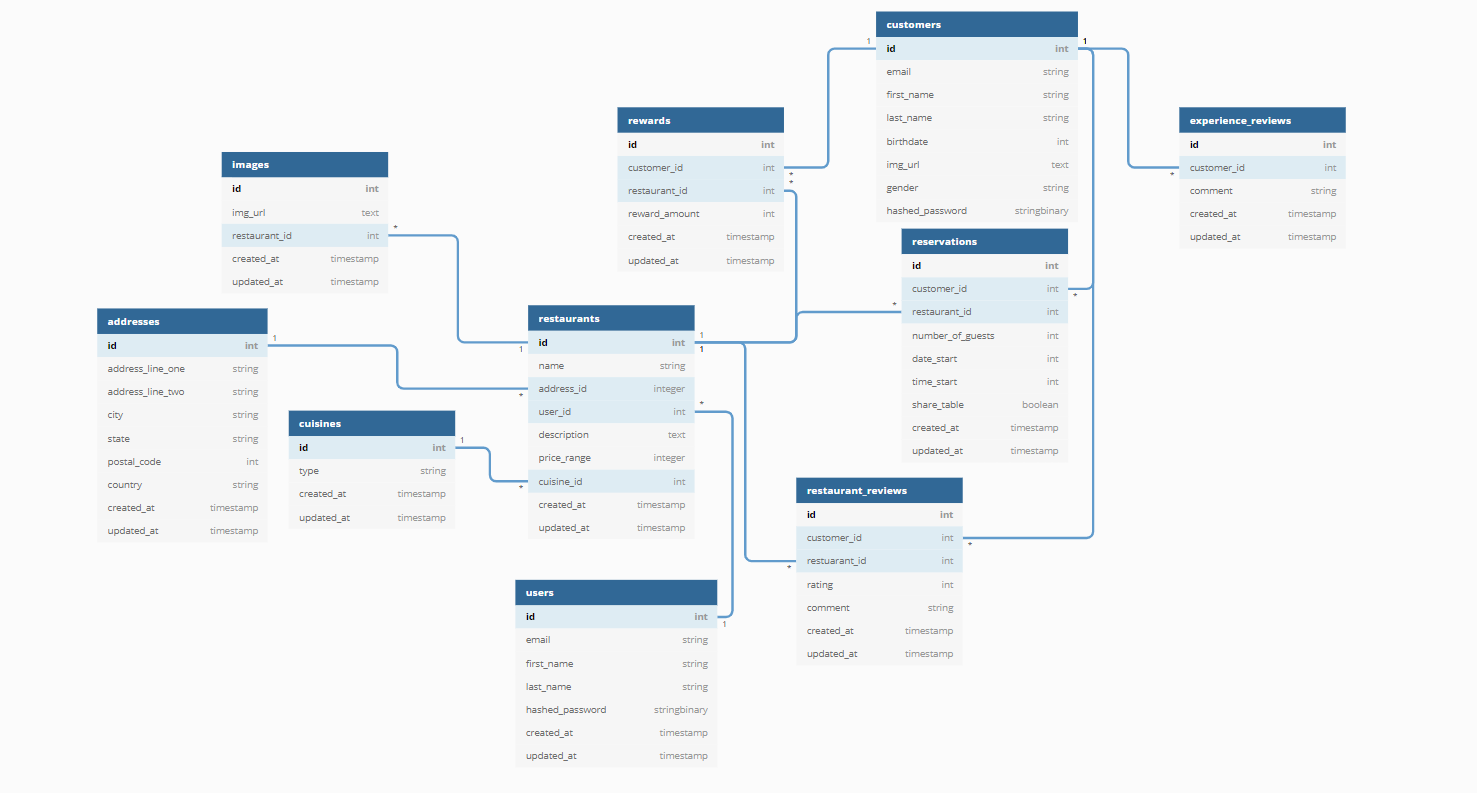 customers
1
id int
1
email string
first_name string
last_name string
birthdate int
img_url text
gender string
hashed_password stringbinary
rewards
id int
customer_id int
*
*
restaurant_id int
reward_amount int
created_at timestamp
updated_at timestamp
experience_reviews
id int
customer_id int
*
comment string
created_at timestamp
updated_at timestamp
images
id int
img_url text
*
restaurant_id int
created_at timestamp
updated_at timestamp
reservations
id int
customer_id int
*
*
restaurant_id int
number_of_guests int
date_start int
time_start int
share_table boolean
created_at timestamp
updated_at timestamp
addresses
1
id int
address_line_one string
address_line_two string
city string
state string
postal_code int
country string
created_at timestamp
updated_at timestamp
restaurants
1
id int
1
1
name string
address_id integer
*
*
user_id int
description text
price_range integer
cuisine_id int
*
created_at timestamp
updated_at timestamp
cuisines
1
id int
type string
created_at timestamp
updated_at timestamp
restaurant_reviews
id int
customer_id int
*
restuarant_id int
*
rating int
comment string
created_at timestamp
updated_at timestamp
users
id int
1
email string
first_name string
last_name string
hashed_password stringbinary
created_at timestamp
updated_at timestamp